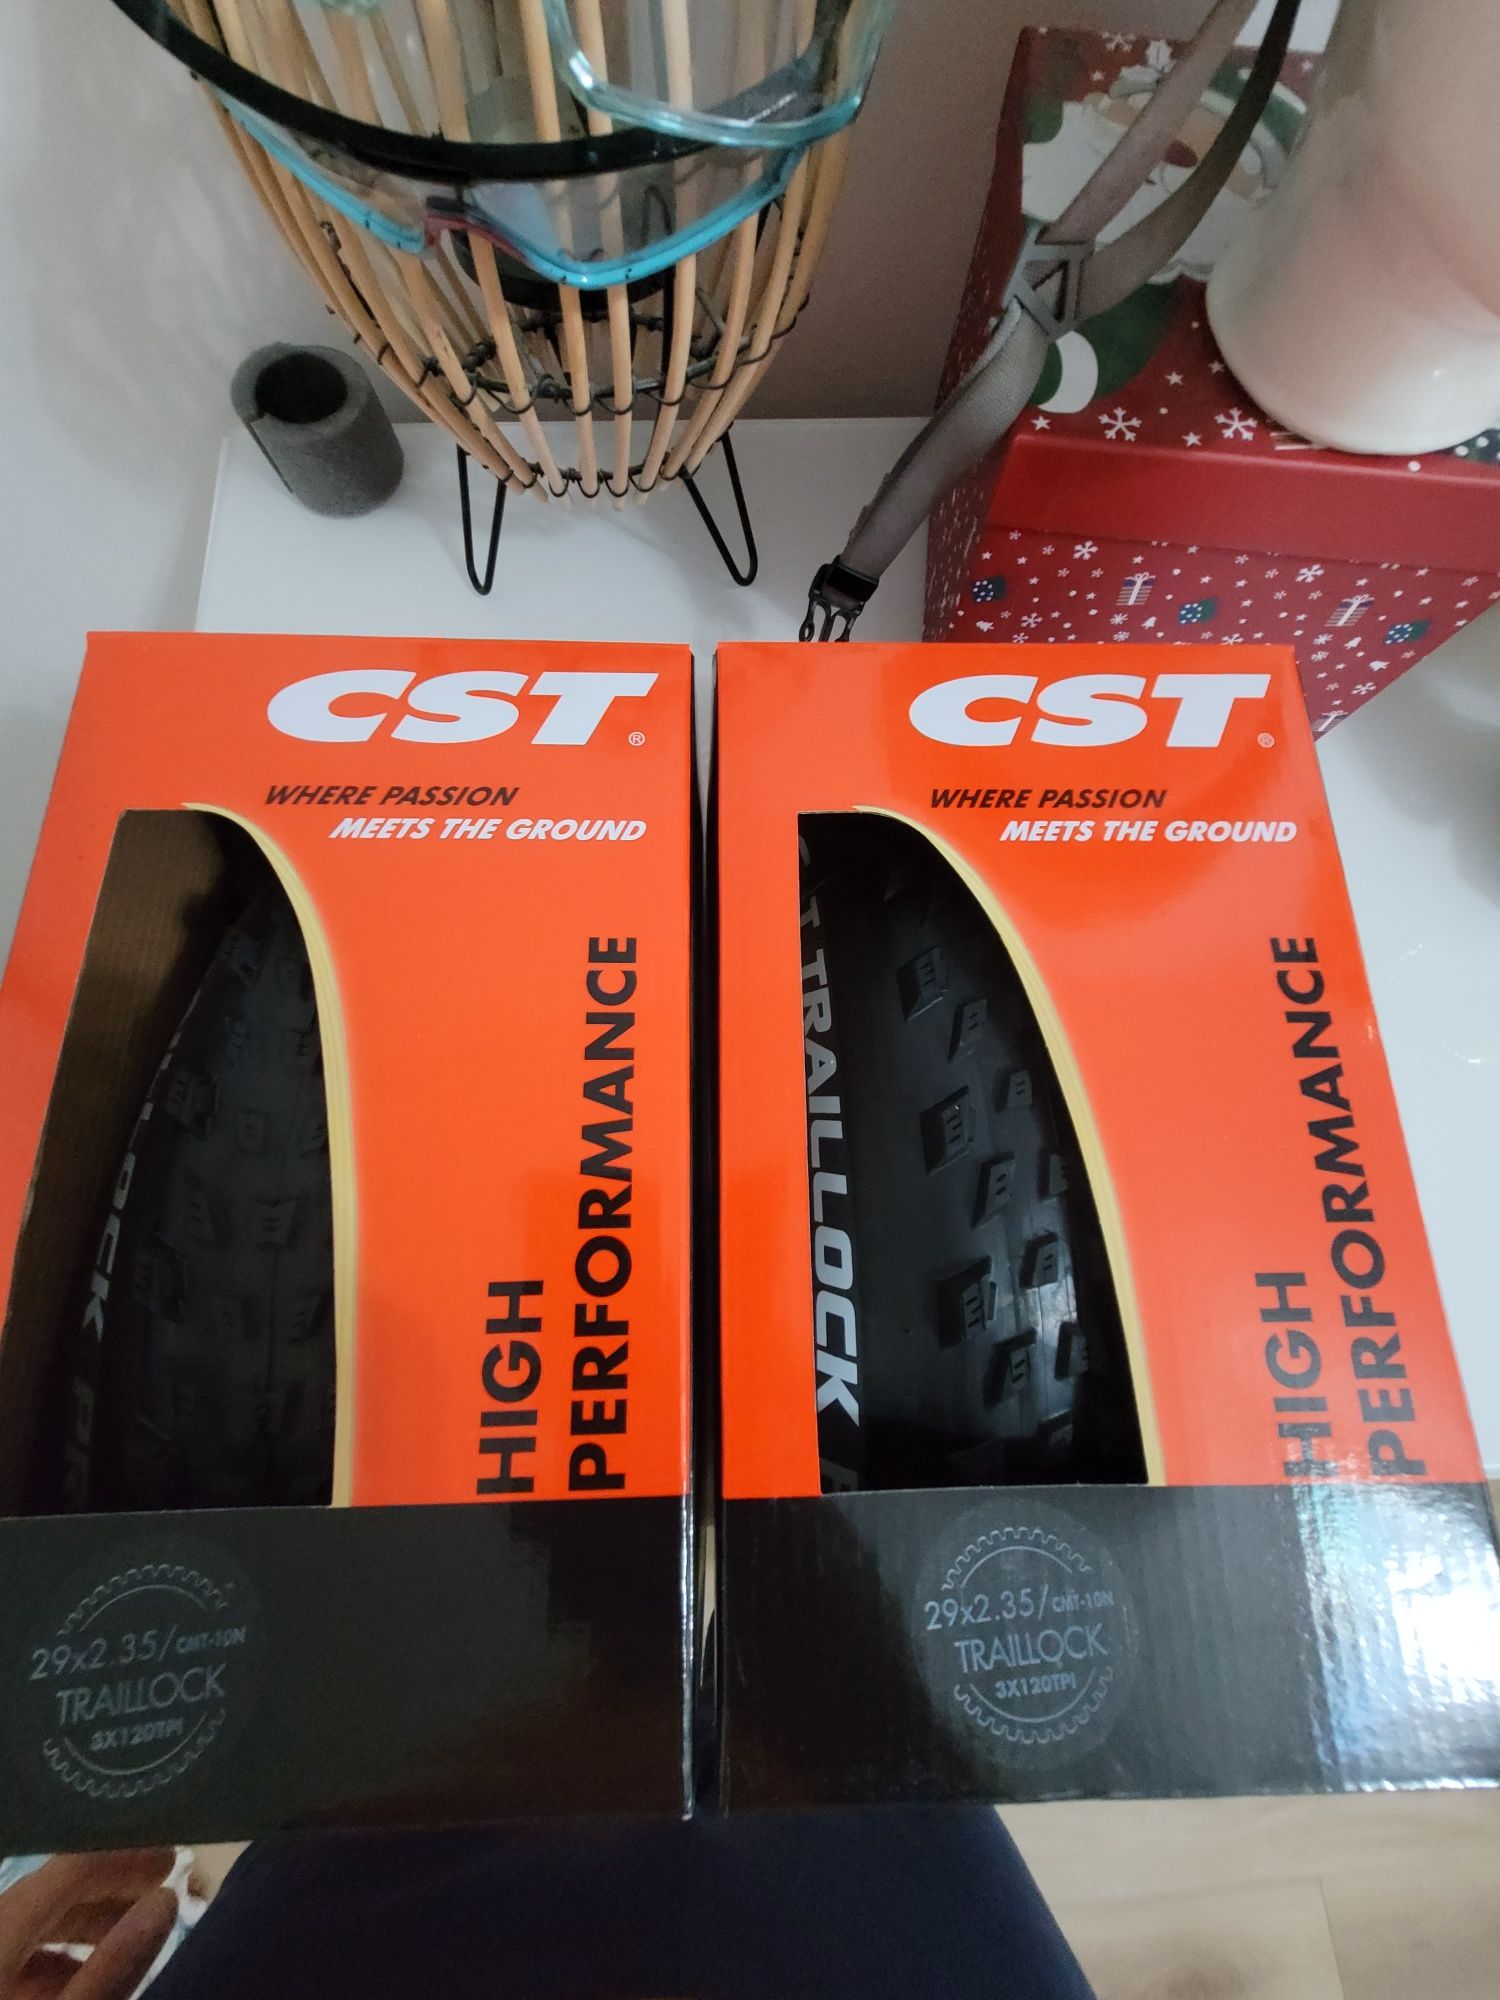 CST®
WHERE PASSION
MEETS THE GROUND
HIGH
PERFORMANCE
LOCK
29x2.35/CMT-10N
TRAILLOCK
3X120TPI
CST®
WHERE PASSION
MEETS THE GROUND
HIGH
PERFORMANCE
TRAILLOCK
29x2.35/CMT-10N
TRAILLOCK
3X120TPI